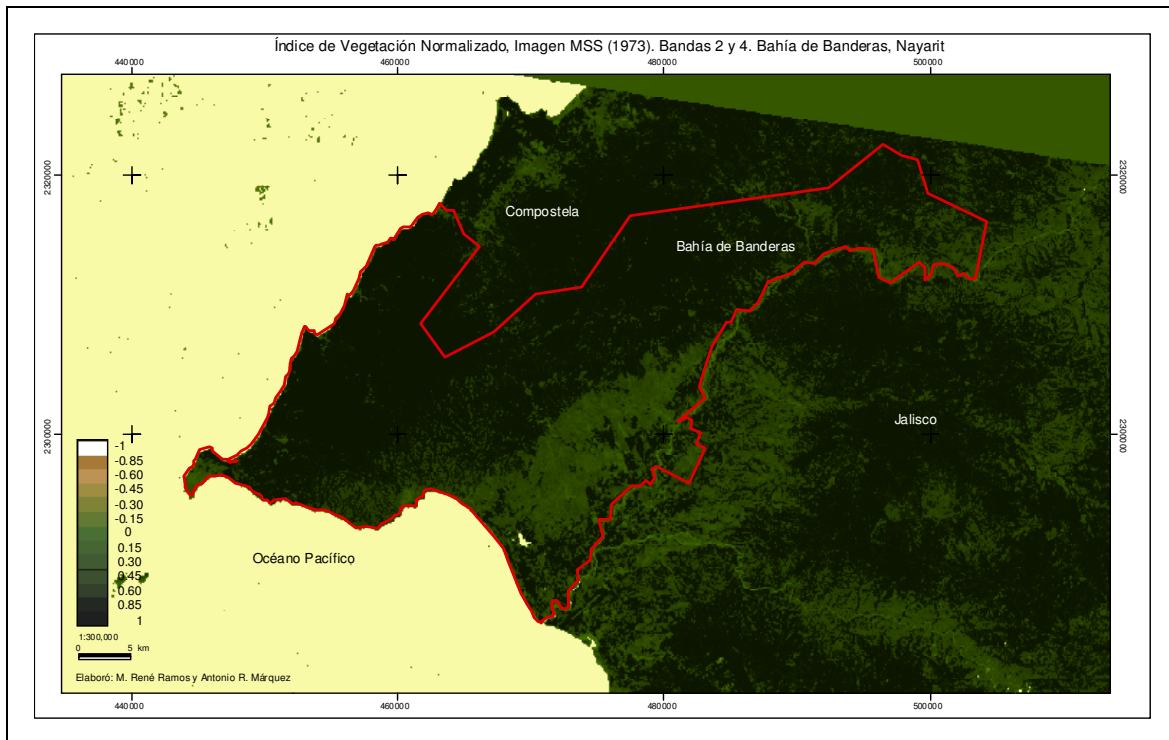 Índice de Vegetación Normalizado, Imagen MSS (1973). Bandas 2 y 4. Bahía de Banderas, Nayarit
440000 460000 480000 500000
2320000 2320000
Compostela
Bahía de Banderas
Jalisco
2300000 2300000
-1
-0.85
-0.60
-0.45
-0.30
-0.15
0
0.15
0.30
0.45
0.60
0.85
1
Océano Pacífico
1:300,000
0 5 km
Elaboró: M. René Ramos y Antonio R. Márquez
440000 460000 480000 500000